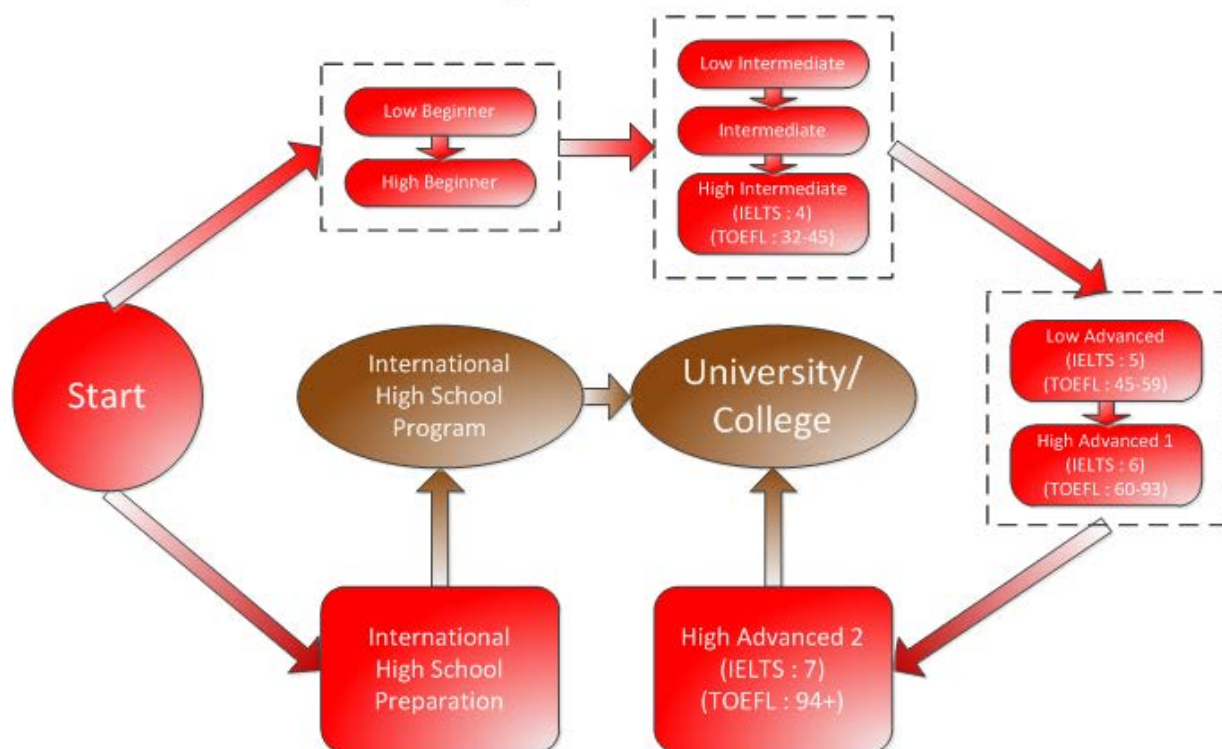 Low Beginner
High Beginner
Low Intermediate
Intermediate
High Intermediate
(IELTS : 4)
(TOEFL : 32-45)
Start
International
High School
Program
University/
College
Low Advanced
(IELTS : 5)
(TOEFL : 45-59)
High Advanced 1
(IELTS : 6)
(TOEFL : 60-93)
International
High School
Preparation
High Advanced 2
(IELTS : 7)
(TOEFL : 94+)